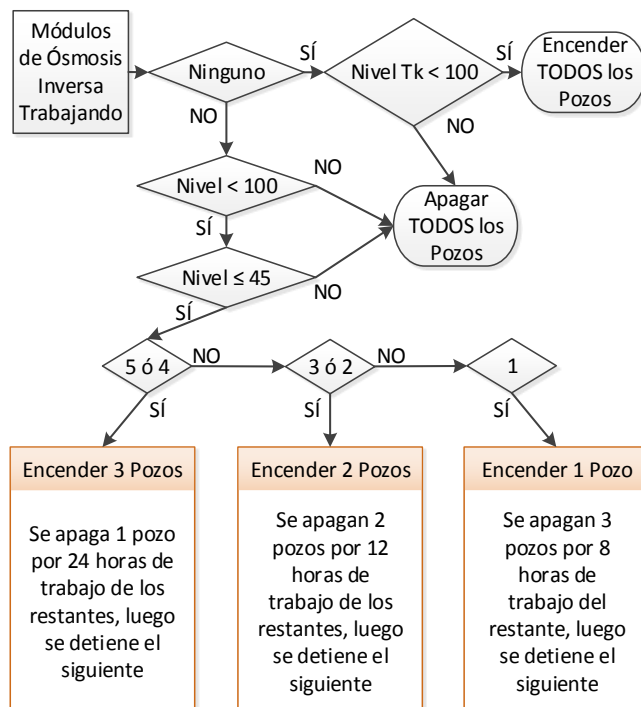 Módulos
de Ósmosis
Inversa
Trabajando
Ninguno
SÍ
Nivel Tk < 100
SÍ
Encender
TODOS los
Pozos
NO
NO
Nivel < 100
NO
Apagar
TODOS los
Pozos
SÍ
Nivel ≤ 45
NO
SÍ
5 ó 4
NO
3 ó 2
NO
1
SÍ
SÍ
SÍ
Encender 3 Pozos
Se apaga 1 pozo
por 24 horas de
trabajo de los
restantes, luego
se detiene el
siguiente
Encender 2 Pozos
Se apagan 2
pozos por 12
horas de
trabajo de los
restantes, luego
se detiene el
siguiente
Encender 1 Pozo
Se apagan 3
pozos por 8
horas de
trabajo del
restante, luego
se detiene el
siguiente